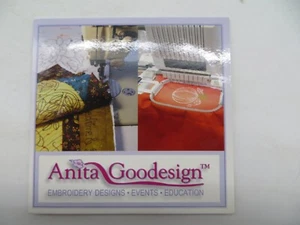 Anita Goodesign™
EMBROIDERY DESIGNS • EVENTS • EDUCATION